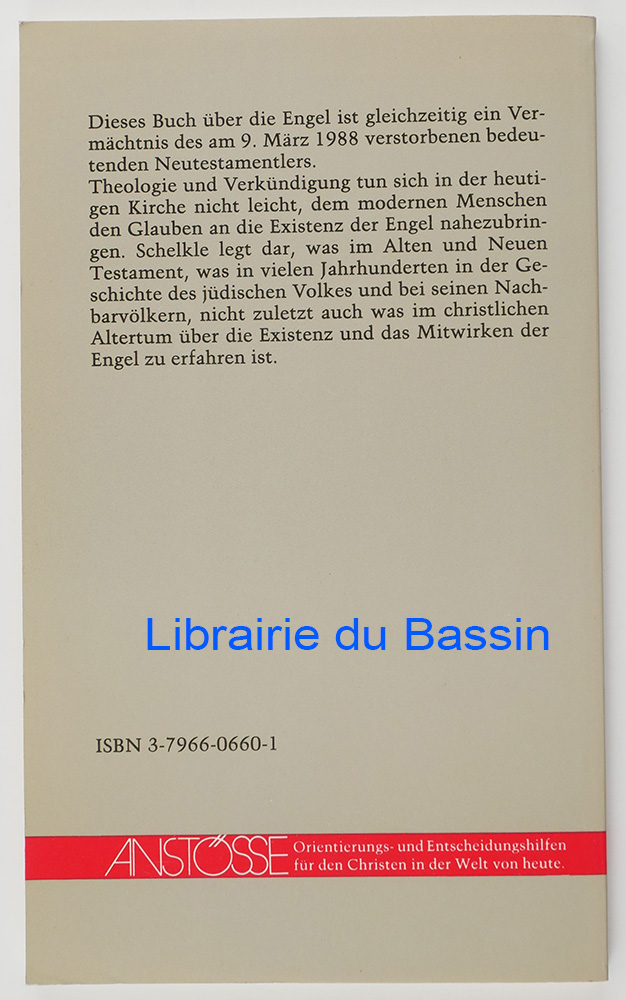 Dieses Buch über die Engel ist gleichzeitig ein Ver-
mächtnis des am 9. März 1988 verstorbenen bedeu-
tenden Neutestamentlers.
Theologie und Verkündigung tun sich in der heuti-
gen Kirche nicht leicht, dem modernen Menschen
den Glauben an die Existenz der Engel nahezubrin-
gen. Schelkle legt dar, was im Alten und Neuen
Testament, was in vielen Jahrhunderten in der Ge-
schichte des jüdischen Volkes und bei seinen Nach-
barvölkern, nicht zuletzt auch was im christlichen
Altertum über die Existenz und das Mitwirken der
Engel zu erfahren ist.
Librairie du Bassin
ISBN 3-7966-0660-1
ANSTÖSSE
Orientierungs- und Entscheidungshilfen
für den Christen in der Welt von heute.